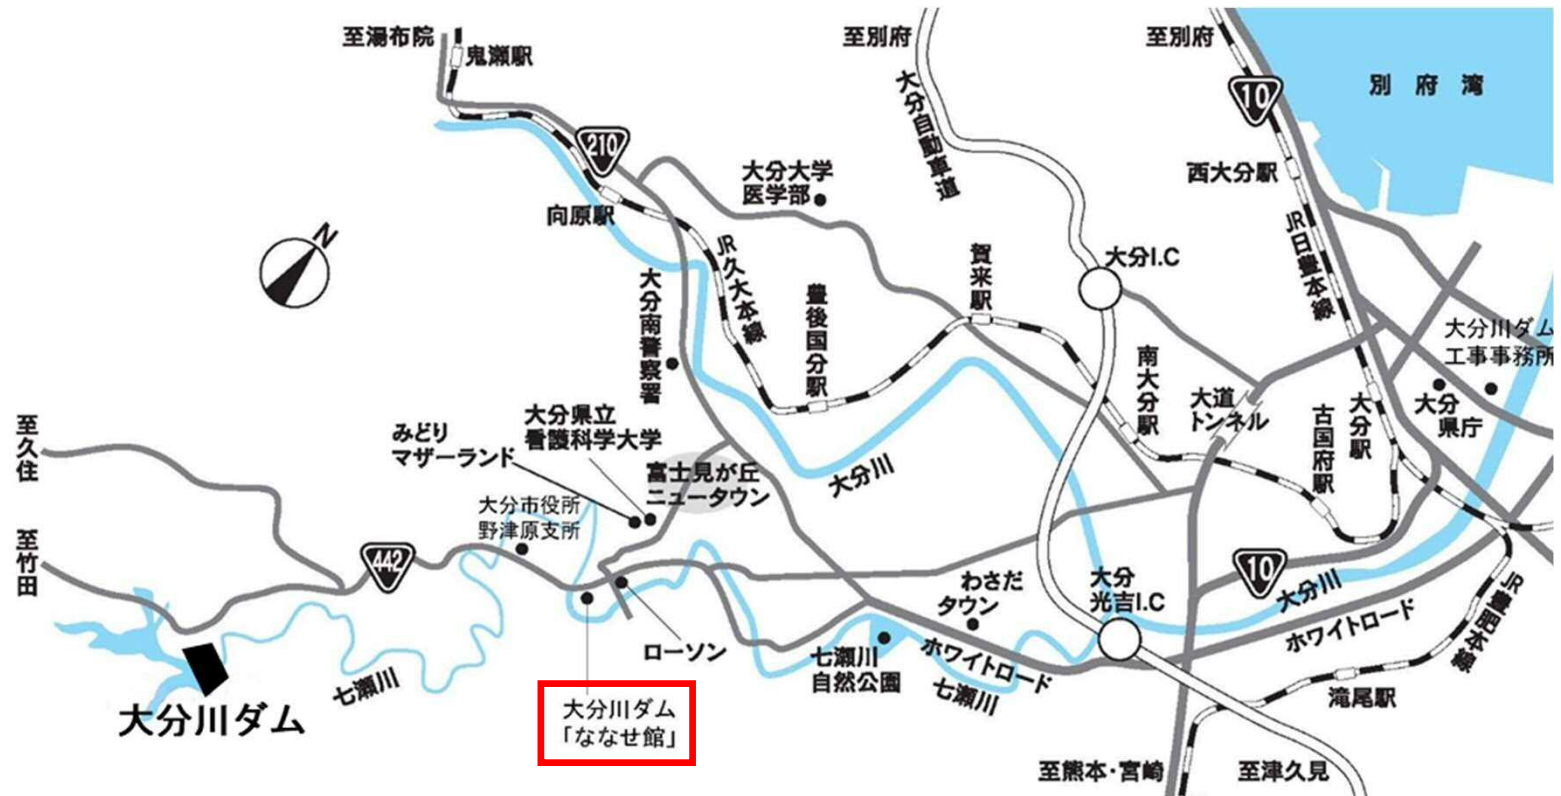 至湯布院
鬼瀬駅
至別府
至別府
大分自動車道
別府湾
10
210
西大分駅
大分大学
医学部
向原駅
N
JR久大本線
JR日豊本線
大分南警察署
賀来駅
大分I.C
豊後国分駅
大分川ダム
工事事務所
南大分駅
大道
トンネル
古国府駅
大分駅
大分
県庁
至久住
みどり
マザーランド
大分県立
看護科学大学
富士見が丘
ニュータウン
大分川
大分市役所
野津原支所
至竹田
442
わさだ
タウン
大分
光吉I.C
10
大分川
ホワイトロード
JR豊肥本線
ローソン
七瀬川
自然公園
ホワイトロード
七瀬川
七瀬川
滝尾駅
大分川ダム
大分川ダム
「ななせ館」
至熊本・宮崎
至津久見